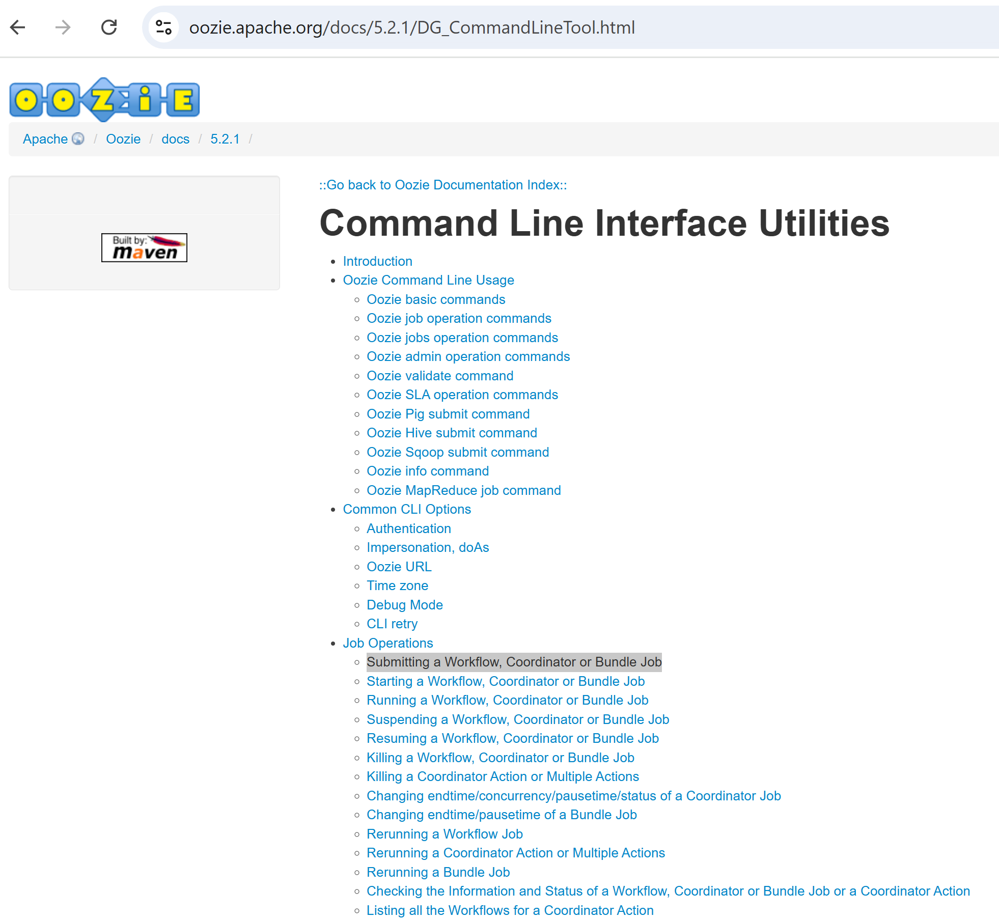 oozie.apache.org/docs/5.2.1/DG_CommandLineTool.html
OOZiE
Apache / Oozie / docs / 5.2.1 /
::Go back to Oozie Documentation Index::
Built by:
maven
Command Line Interface Utilities
Introduction
Oozie Command Line Usage
Oozie basic commands
Oozie job operation commands
Oozie jobs operation commands
Oozie admin operation commands
Oozie validate command
Oozie SLA operation commands
Oozie Pig submit command
Oozie Hive submit command
Oozie Sqoop submit command
Oozie info command
Oozie MapReduce job command
Common CLI Options
Authentication
Impersonation, doAs
Oozie URL
Time zone
Debug Mode
CLI retry
Job Operations
Submitting a Workflow, Coordinator or Bundle Job
Starting a Workflow, Coordinator or Bundle Job
Running a Workflow, Coordinator or Bundle Job
Suspending a Workflow, Coordinator or Bundle Job
Resuming a Workflow, Coordinator or Bundle Job
Killing a Workflow, Coordinator or Bundle Job
Killing a Coordinator Action or Multiple Actions
Changing endtime/concurrency/pausetime/status of a Coordinator Job
Changing endtime/pausetime of a Bundle Job
Rerunning a Workflow Job
Rerunning a Coordinator Action or Multiple Actions
Rerunning a Bundle Job
Checking the Information and Status of a Workflow, Coordinator or Bundle Job or a Coordinator Action
Listing all the Workflows for a Coordinator Action